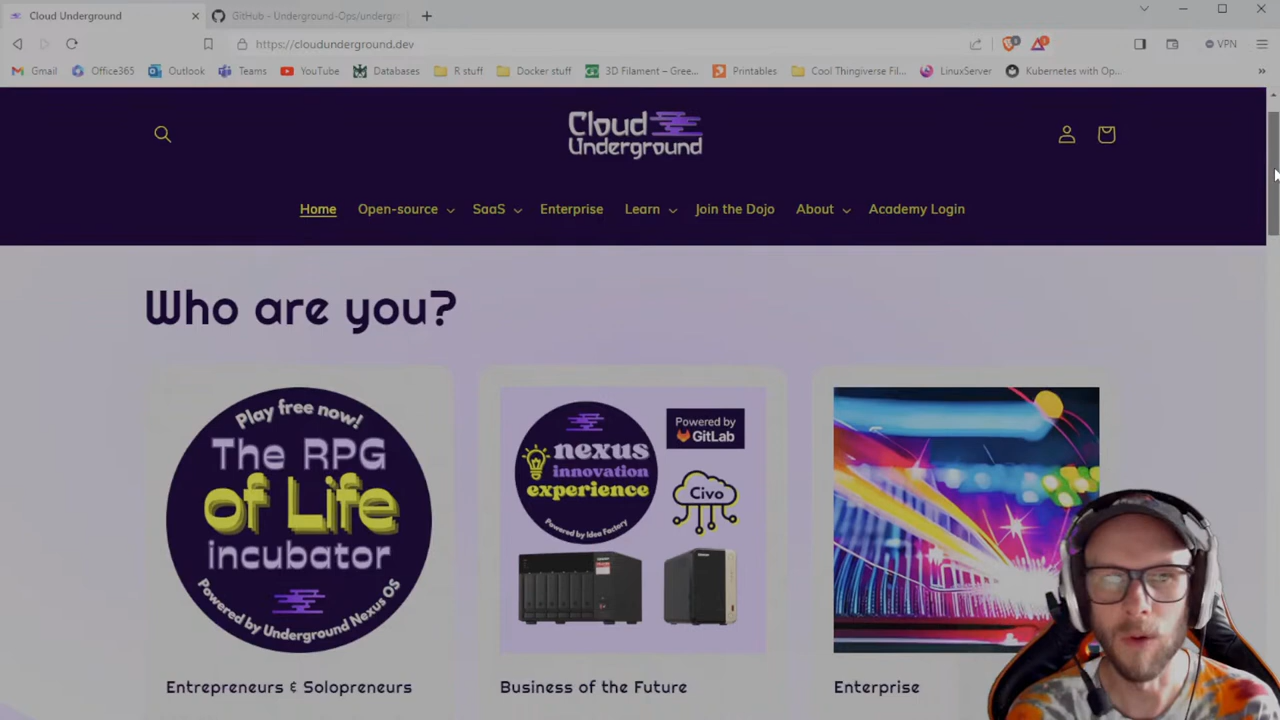 Cloud Underground
GitHub - Underground-Ops/undergr
https://cloudunderground.dev
VPN
Gmail
Office365
Outlook
Teams
YouTube
Databases
R stuff
Docker stuff
3D Filament – Gree...
Printables
Cool Thingiverse Fil...
LinuxServer
Kubernetes with Op...
Cloud
Underground
Home
Open-source
SaaS
Enterprise
Learn
Join the Dojo
About
Academy Login
Who are you?
Play free now!
The RPG
of Life
incubator
Powered by Underground Nexus OS
nexus
innovation
experience
Powered by Idea Factory
Powered by
GitLab
Civo
Entrepreneurs & Solopreneurs
Business of the Future
Enterprise